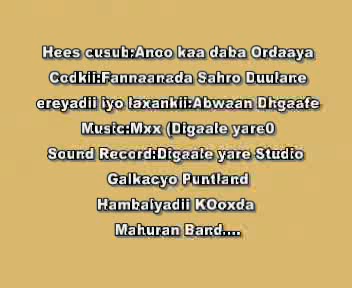 Hees cusub:Anoo kaa daba Ordaaya
Codkii:Fannaanada Sahro Duulane
ereyadii iyo laxankii:Abwaan Dhgaafe
Music:Mxx (Digaale yare0
Sound Record:Digaale yare Studio
Galkacyo Puntland
Hambalyadii KOoxda
Mahuran Band....